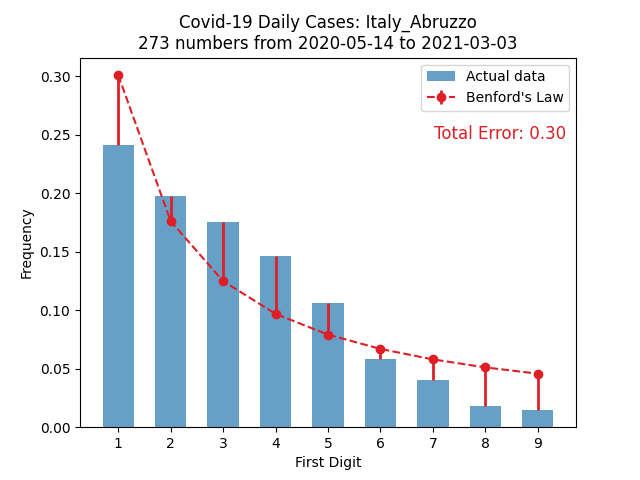 Covid-19 Daily Cases: Italy_Abruzzo
273 numbers from 2020-05-14 to 2021-03-03
Actual data
Benford's Law
Total Error: 0.30
Frequency
0.30
0.25
0.20
0.15
0.10
0.05
0.00
1 2 3 4 5 6 7 8 9
First Digit